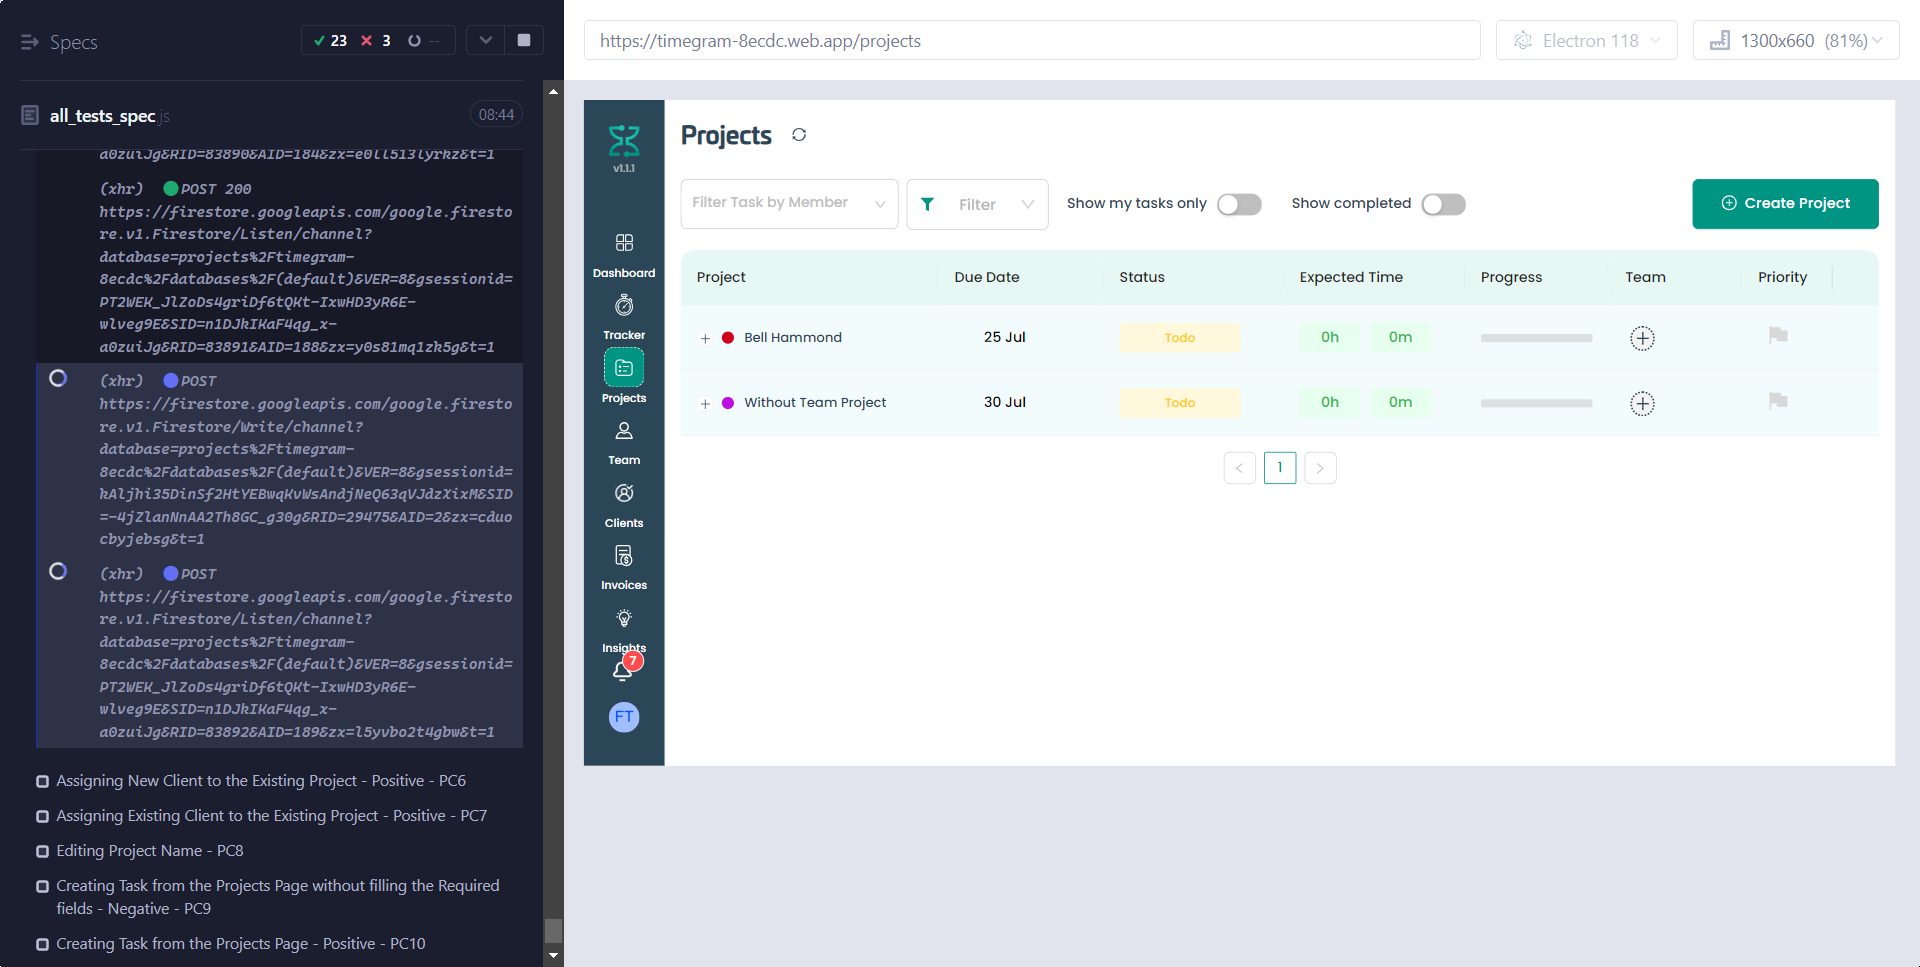 Specs
23
3
--
all_tests_spec.js
08:44
a0zuiJg&RID=83890&AID=184&zx=e0ll513lyrkz&t=1
(xhr) POST 200
https://firestore.googleapis.com/google.firesto
re.v1.Firestore/Listen/channel?
database=projects%2Ftimegram-
8ecdc%2Fdatabases%2F(default)&VER=8&gsessionid=
PT2WEK_JlZoDs4griDf6tQKt-IxwHD3yR6E-
wlveg9E&SID=n1DJkIKaF4qg_x-
a0zuiJg&RID=83891&AID=188&zx=y0s81mq1zk5g&t=1
(xhr) POST
https://firestore.googleapis.com/google.firesto
re.v1.Firestore/Write/channel?
database=projects%2Ftimegram-
8ecdc%2Fdatabases%2F(default)&VER=8&gsessionid=
kAljhi35DinSf2HtYEBwqKvWsAndjNeQ63qVJdzXixM&SID
=-4jZlanNnAA2Th8GC_g30g&RID=29475&AID=2&zx=cduo
cbyjebsg&t=1
(xhr) POST
https://firestore.googleapis.com/google.firesto
re.v1.Firestore/Listen/channel?
database=projects%2Ftimegram-
8ecdc%2Fdatabases%2F(default)&VER=8&gsessionid=
PT2WEK_JlZoDs4griDf6tQKt-IxwHD3yR6E-
wlveg9E&SID=n1DJkIKaF4qg_x-
a0zuiJg&RID=83892&AID=189&zx=l5yvbo2t4gbw&t=1
Assigning New Client to the Existing Project - Positive - PC6
Assigning Existing Client to the Existing Project - Positive - PC7
Editing Project Name - PC8
Creating Task from the Projects Page without filling the Required
fields - Negative - PC9
Creating Task from the Projects Page - Positive - PC10
https://timegram-8ecdc.web.app/projects
Electron 118
1300x660 (81%)
v1.1.1
Dashboard
Tracker
Projects
Team
Clients
Invoices
Insights
7
FT
Projects
Filter Task by Member
Filter
Show my tasks only
Show completed
Create Project
Project Due Date Status Expected Time Progress Team Priority
Bell Hammond 25 Jul Todo 0h 0m
Without Team Project 30 Jul Todo 0h 0m
1